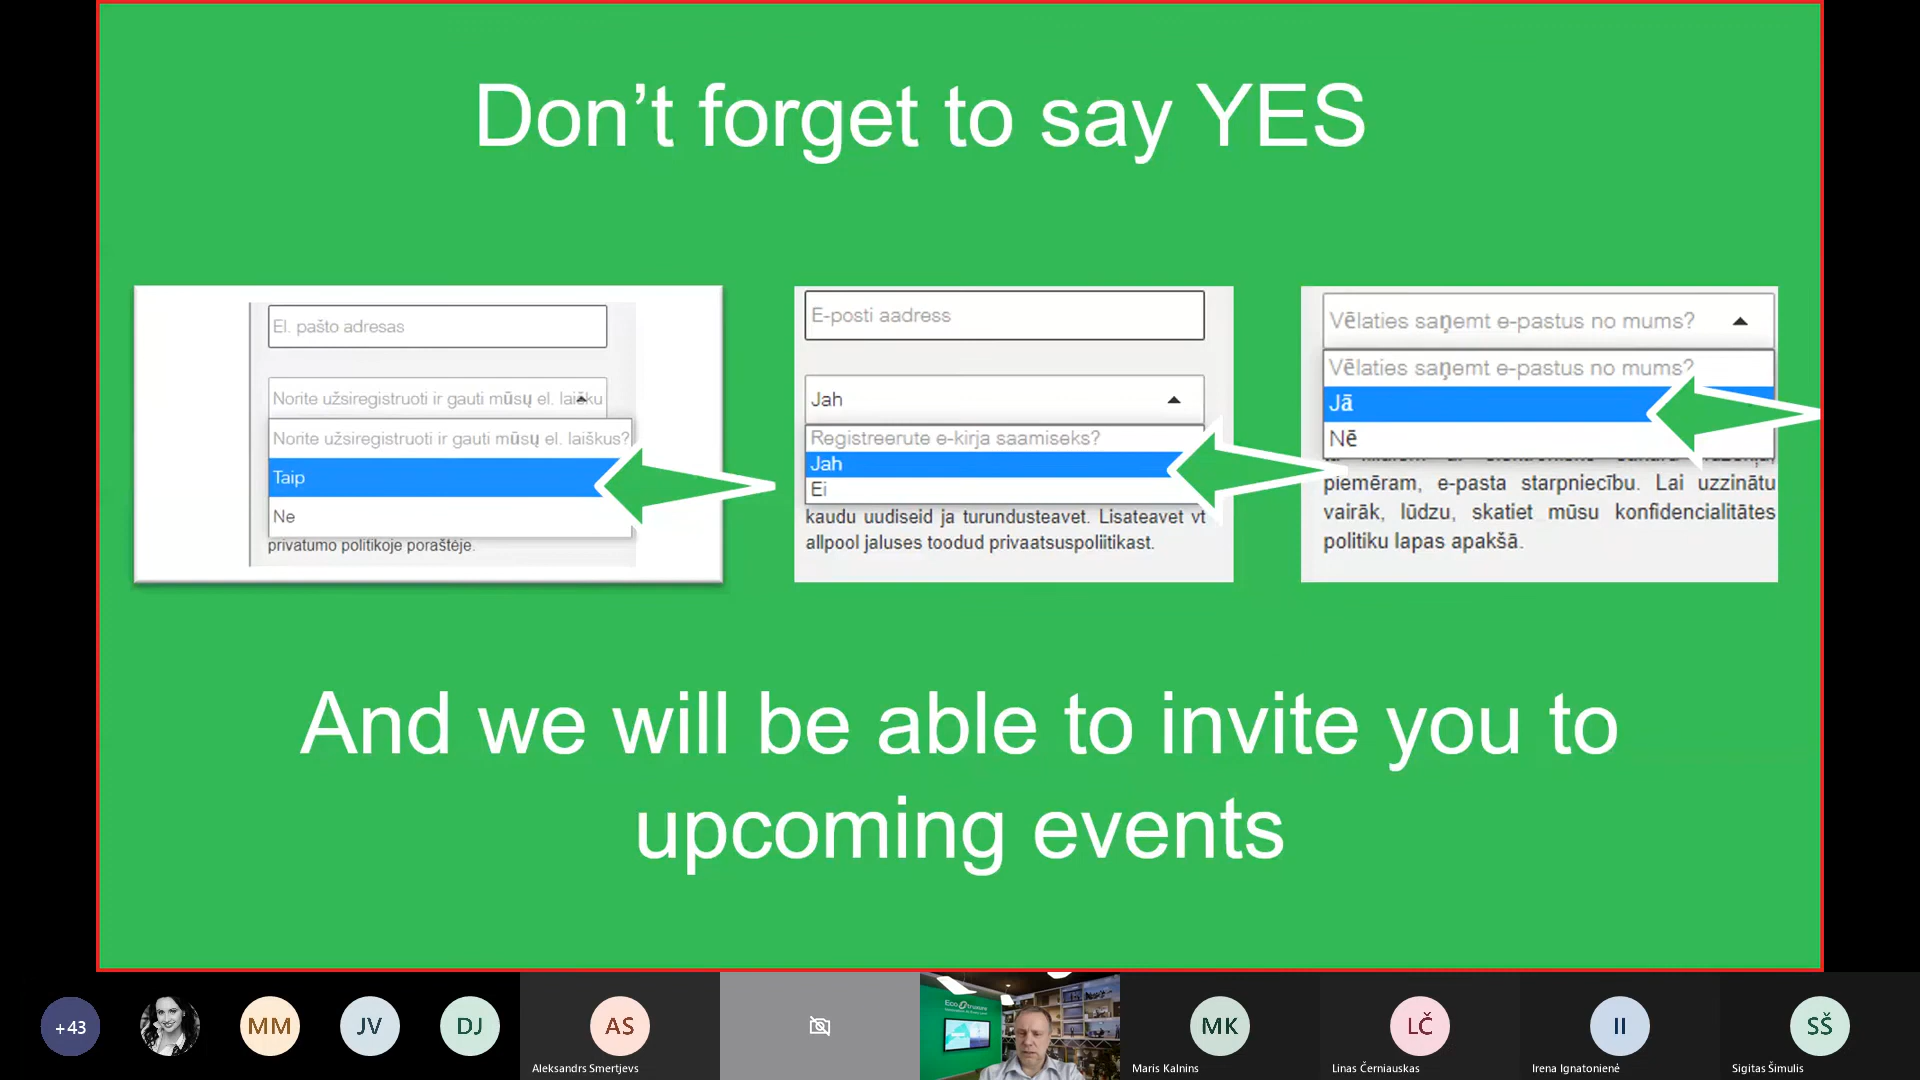 Don’t forget to say YES
El. pašto adresas
Norite užsiregistruoti ir gauti mūsų el. laišku
Norite užsiregistruoti ir gauti mūsų el. laiškus?
Taip
Ne
privatumo politikoje poraštėje.
E-posti aadress
Jah
Registreerute e-kirja saamiseks?
Jah
Ei
kaudu uudiseid ja turundusteavet. Lisateavet vt
allpool jaluses toodud privaatsuspoliitikast.
Vēlaties saņemt e-pastus no mums?
Vēlaties saņemt e-pastus no mums?
Jā
Nē
piemēram, e-pasta starpniecību. Lai uzzinātu
vairāk, lūdzu, skatiet mūsu konfidencialitātes
politiku lapas apakšā.
And we will be able to invite you to
upcoming events
+43
MM
JV
DJ
AS
Aleksandrs Smertjevs
MK
Maris Kalnins
LČ
Linas Černiauskas
II
Irena Ignatonienė
SŠ
Sigitas Šimulis